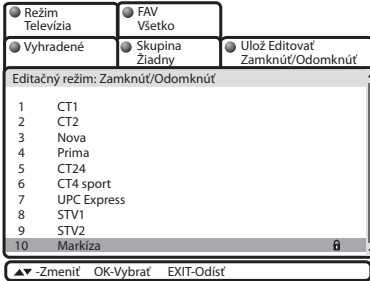 Režim
Televízia
FAV
Všetko
Vyhradené
Skupina
Žiadny
Ulož Editovať
Zamknúť/Odomknúť
Editačný režim: Zamknúť/Odomknúť
1 CT1
2 CT2
3 Nova
4 Prima
5 CT24
6 CT4 sport
7 UPC Express
8 STV1
9 STV2
10 Markíza
-Zmeniť OK-Vybrať EXIT-Odísť